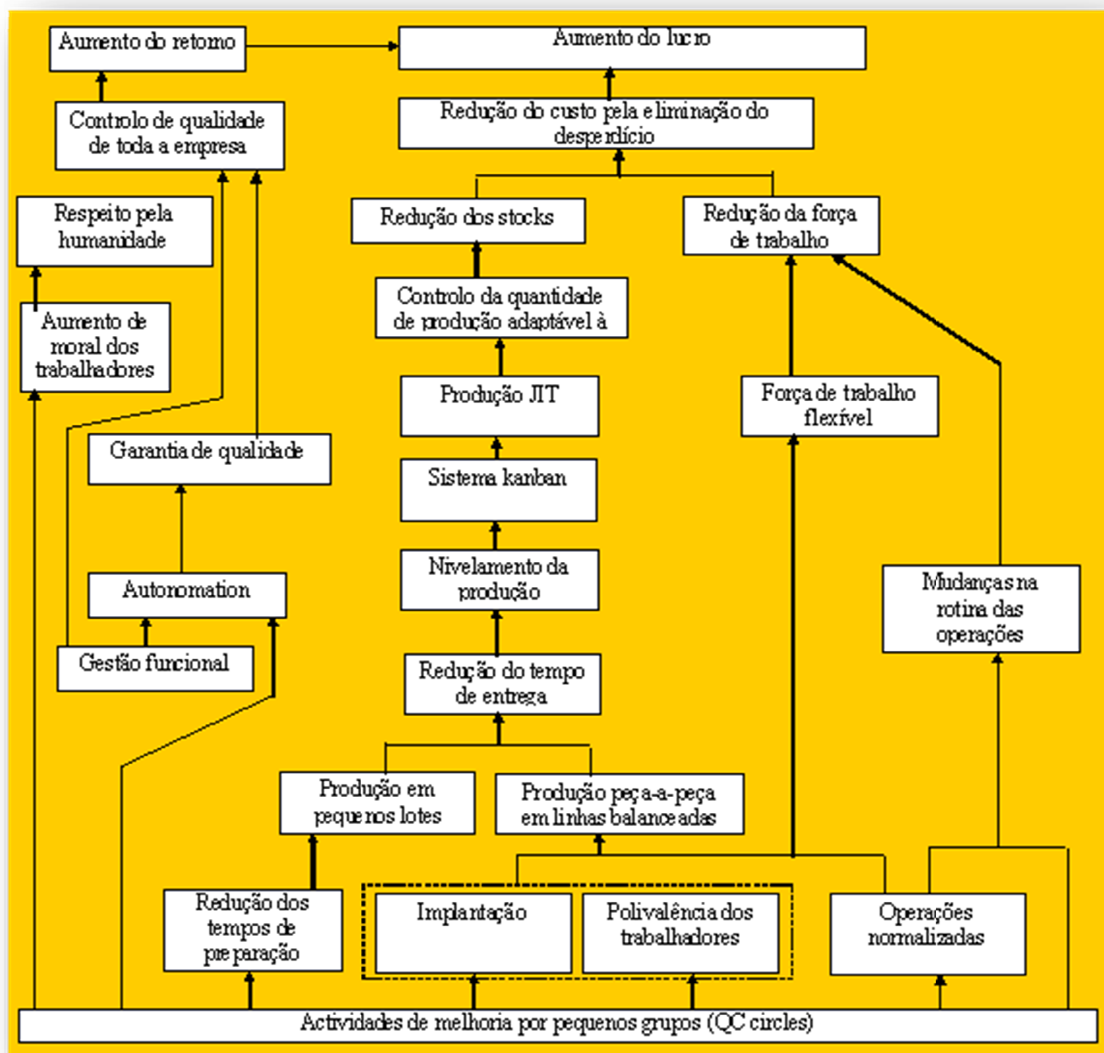 Aumento do retorno
Aumento do lucro
Controlo de qualidade
de toda a empresa
Redução do custo pela eliminação do
desperdício
Respeito pela
humanidade
Redução dos stocks
Redução da força
de trabalho
Controlo da quantidade
de produção adaptável à
Aumento de
moral dos
trabalhadores
Produção JIT
Força de trabalho
flexível
Garantia de qualidade
Sistema kanban
Nivelamento da
produção
Autonomation
Mudanças na
rotina das
operações
Gestão funcional
Redução do tempo
de entrega
Produção em
pequenos lotes
Produção peça-a-peça
em linhas balanceadas
Redução dos
tempos de
preparação
Implantação
Polivalência dos
trabalhadores
Operações
normalizadas
Actividades de melhoria por pequenos grupos (QC circles)